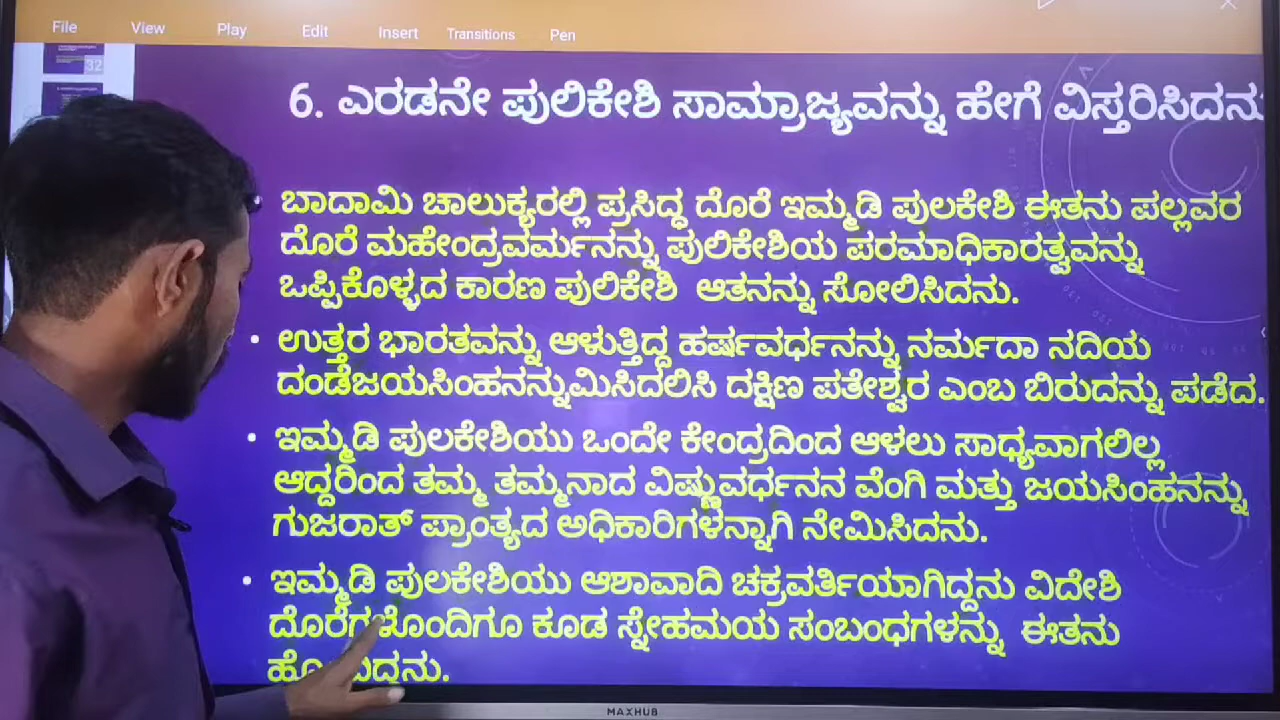 File View Play Edit Insert Transitions Pen
32
6. ಎರಡನೇ ಪುಲಿಕೇಶಿ ಸಾಮ್ರಾಜ್ಯವನ್ನು ಹೇಗೆ ವಿಸ್ತರಿಸಿದನು
• ಬಾದಾಮಿ ಚಾಲುಕ್ಯರಲ್ಲಿ ಪ್ರಸಿದ್ಧ ದೊರೆ ಇಮ್ಮಡಿ ಪುಲಕೇಶಿ ಈತನು ಪಲ್ಲವರ
ದೊರೆ ಮಹೇಂದ್ರವರ್ಮನನ್ನು ಪುಲಿಕೇಶಿಯ ಪರಮಾಧಿಕಾರತ್ವವನ್ನು
ಒಪ್ಪಿಕೊಳ್ಳದ ಕಾರಣ ಪುಲಿಕೇಶಿ ಆತನನ್ನು ಸೋಲಿಸಿದನು.
• ಉತ್ತರ ಭಾರತವನ್ನು ಆಳುತ್ತಿದ್ದ ಹರ್ಷವರ್ಧನನ್ನು ನರ್ಮದಾ ನದಿಯ
ದಂಡೆಜಯಸಿಂಹನನ್ನುಮಿಸಿದಲಿಸಿ ದಕ್ಷಿಣ ಪತೇಶ್ವರ ಎಂಬ ಬಿರುದನ್ನು ಪಡೆದ.
• ಇಮ್ಮಡಿ ಪುಲಕೇಶಿಯು ಒಂದೇ ಕೇಂದ್ರದಿಂದ ಆಳಲು ಸಾಧ್ಯವಾಗಲಿಲ್ಲ
ಆದ್ದರಿಂದ ತಮ್ಮ ತಮ್ಮನಾದ ವಿಷ್ಣುವರ್ಧನನ ವೆಂಗಿ ಮತ್ತು ಜಯಸಿಂಹನನ್ನು
ಗುಜರಾತ್ ಪ್ರಾಂತ್ಯದ ಅಧಿಕಾರಿಗಳನ್ನಾಗಿ ನೇಮಿಸಿದನು.
• ಇಮ್ಮಡಿ ಪುಲಕೇಶಿಯು ಆಶಾವಾದಿ ಚಕ್ರವರ್ತಿಯಾಗಿದ್ದನು ವಿದೇಶಿ
ದೊರೆಗಳೊಂದಿಗೂ ಕೂಡ ಸ್ನೇಹಮಯ ಸಂಬಂಧಗಳನ್ನು ಈತನು
MAXHUB